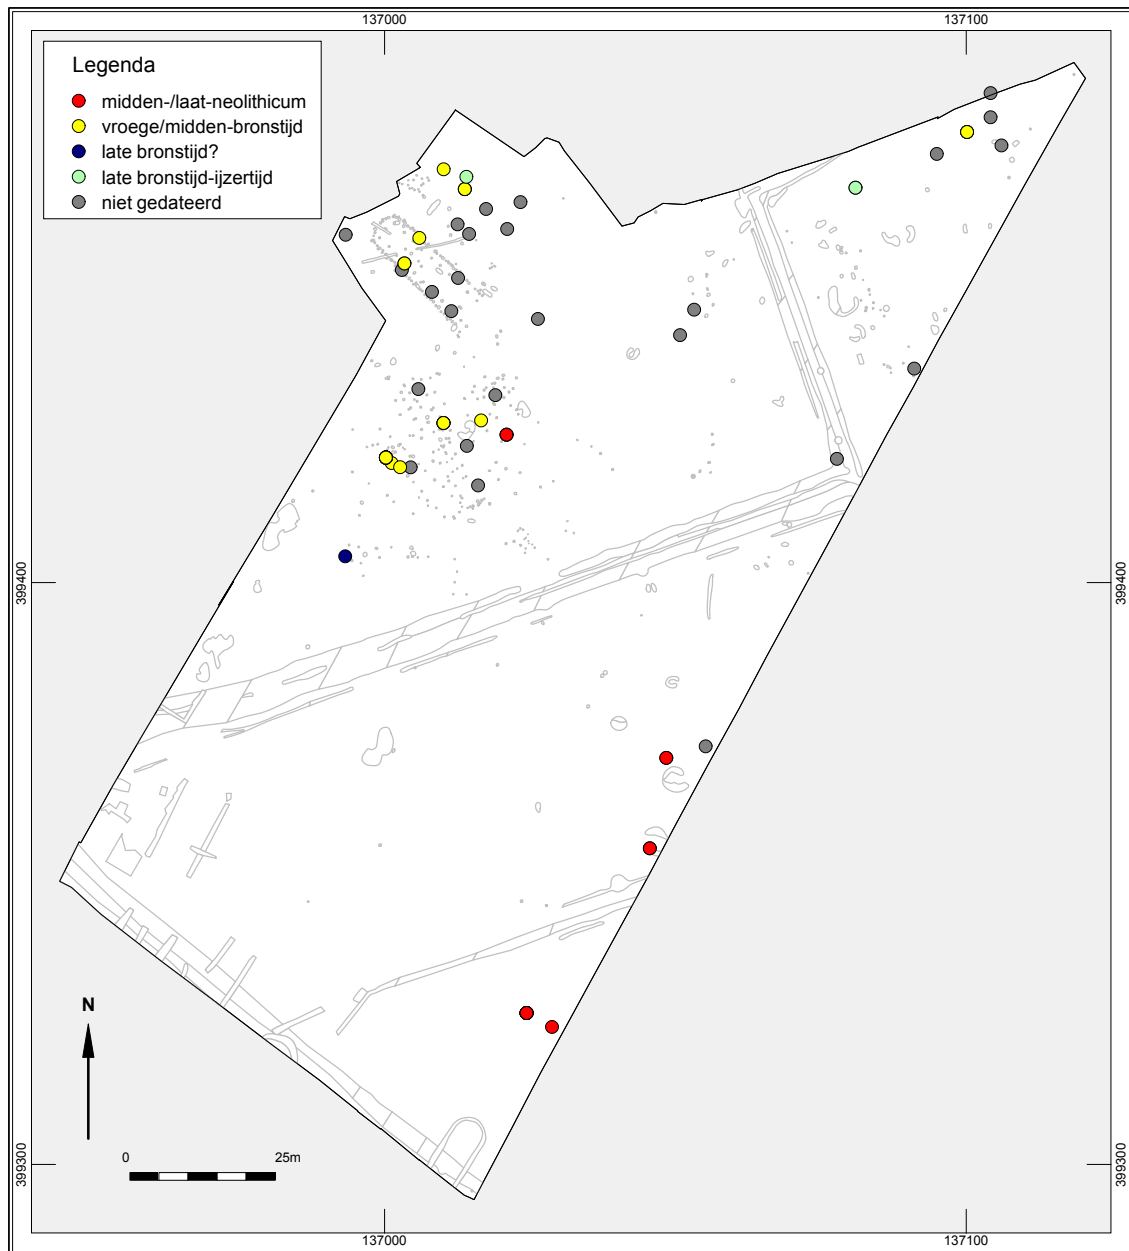 137000
137100
Legenda
midden-/laat-neolithicum
vroege/midden-bronstijd
late bronstijd?
late bronstijd-ijzertijd
niet gedateerd
399400
399400
N
0
25m
399300
399300
137000
137100